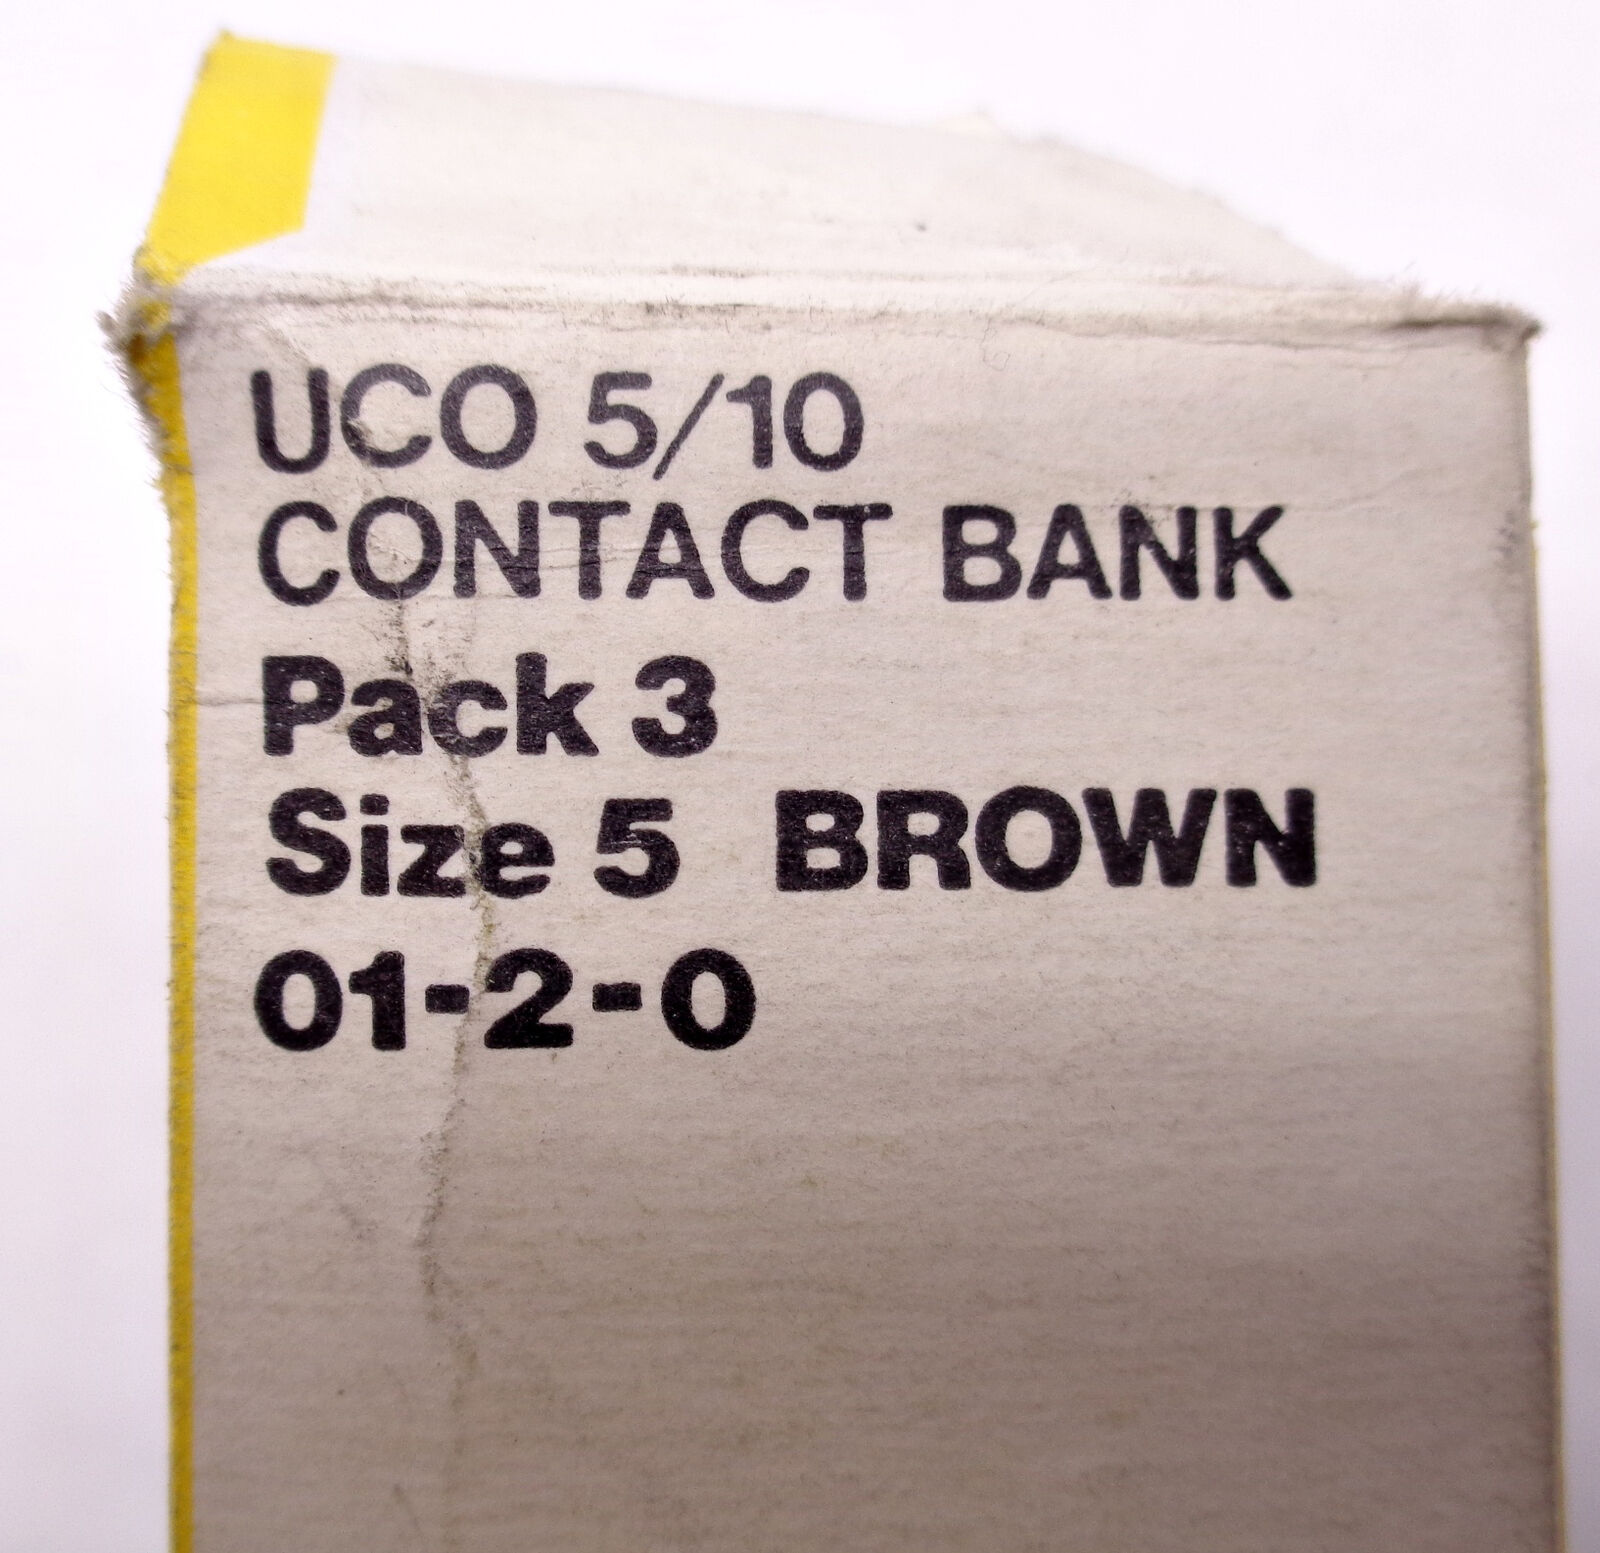 UCO 5/10
CONTACT BANK
Pack 3
Size 5 BROWN
01-2-0